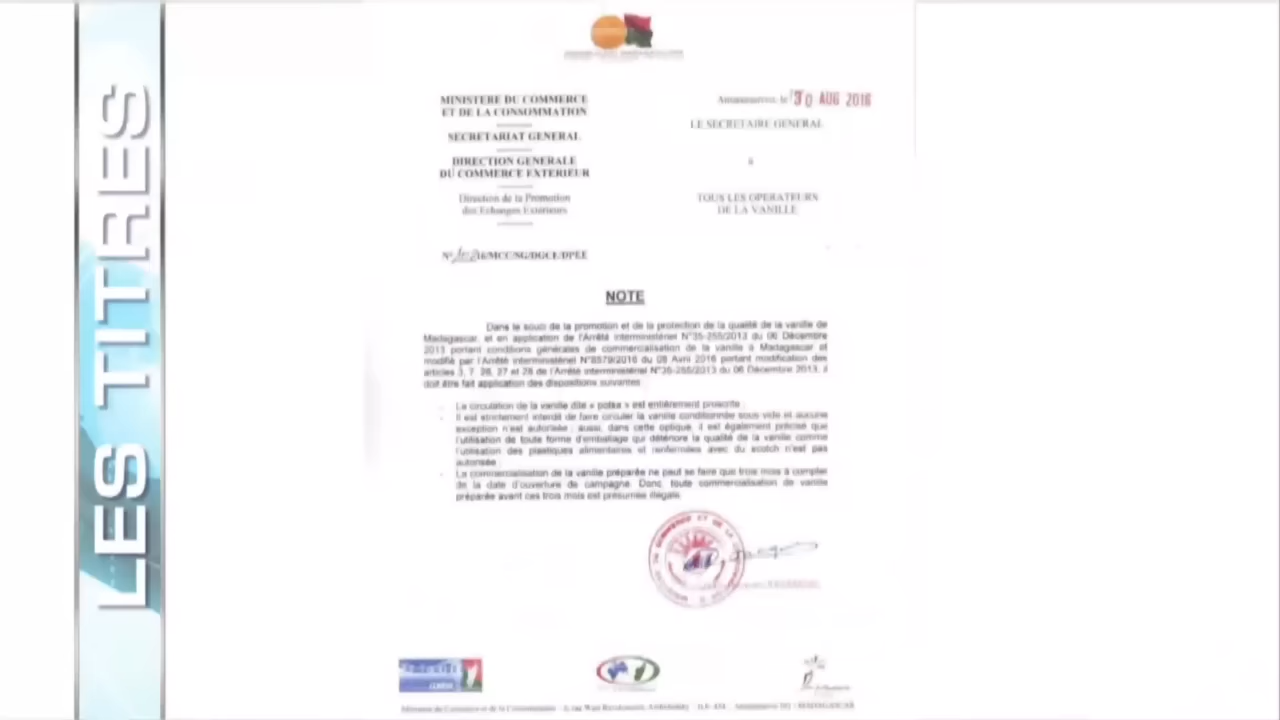 LES TITRES
MINISTERE DU COMMERCE
ET DE LA CONSOMMATION
SECRETARIAT GENERAL
DIRECTION GENERALE
DU COMMERCE EXTERIEUR
Direction de la Promotion
des Echanges Extérieurs
/MCC/SG/DGCE/DPEE
Antananarivo, le 30 AUG 2016
LE SECRETAIRE GENERAL
à
TOUS LES OPERATEURS
DE LA VANILLE
NOTE
Dans le souci de la promotion et de la protection de la qualité de la vanille de
Madagascar, et en application de l'Arrêté interministériel N°35-255/2013 du 06 Décembre
2013 portant conditions générales de commercialisation de la vanille à Madagascar et
modifié par l'Arrêté interministériel N°8579/2016 du 08 Avril 2016 portant modification des
articles 3, 7, 26, 27 et 28 de l'Arrêté interministériel du 06 Décembre 2013, il
doit être fait application des dispositions suivantes
- La circulation de la vanille dite « potsa » est entièrement proscrite ;
- Il est strictement interdit de faire circuler la vanille conditionnée sous vide et aucune
exception n'est autorisée ; aussi, dans cette optique, il est également précisé que
l'utilisation de toute forme d'emballage qui détériore la qualité de la vanille comme
l'utilisation des plastiques alimentaires et renfermées avec du scotch n'est pas
autorisée
- La commercialisation de la vanille préparée ne peut se faire que trois mois à compter
de la date d'ouverture de campagne. Donc, toute commercialisation de vanille
préparée avant ces trois mois est présumée illégale.